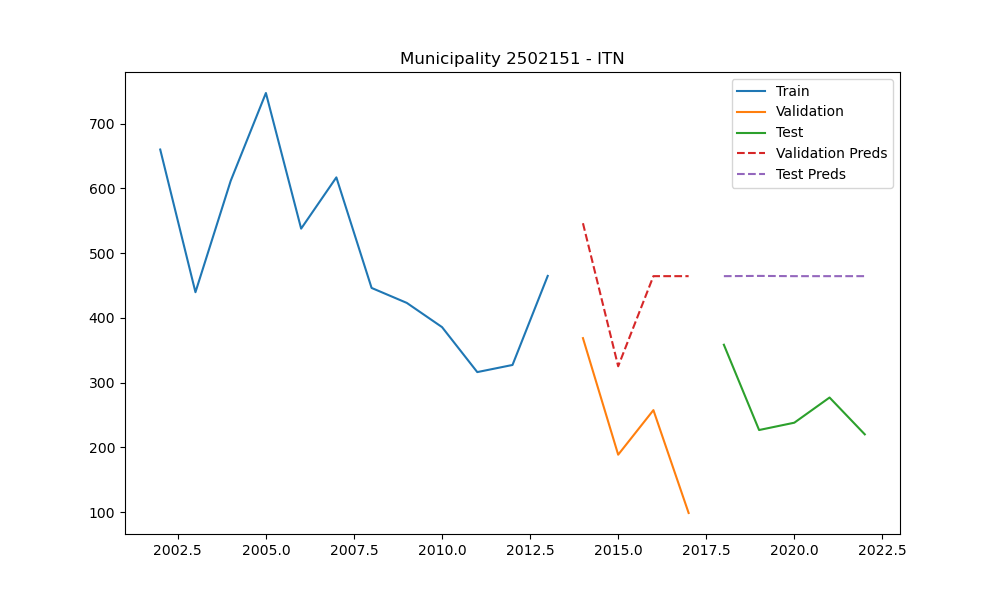 Municipality 2502151 - ITN
Train
Validation
Test
Validation Preds
Test Preds
700
600
500
400
300
200
100
2002.5 2005.0 2007.5 2010.0 2012.5 2015.0 2017.5 2020.0 2022.5